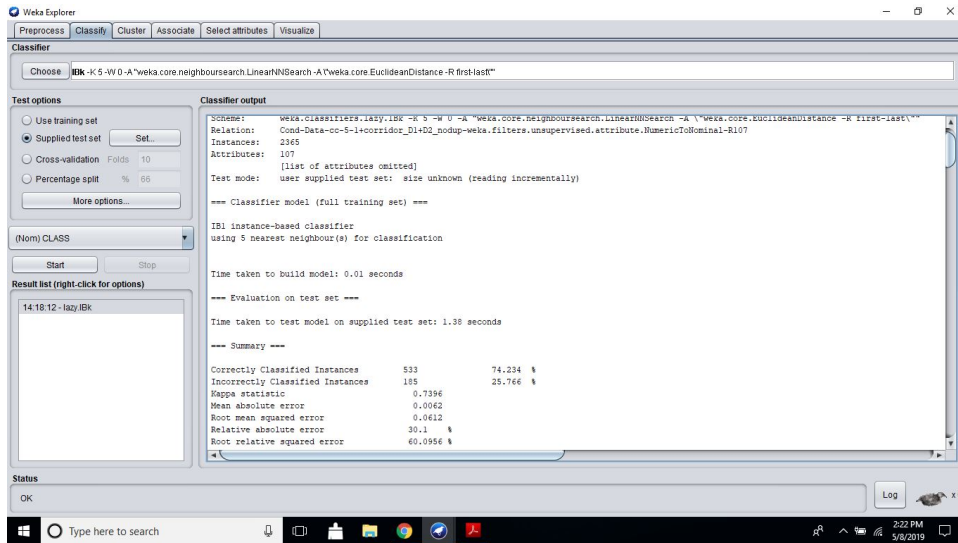 Weka Explorer
Preprocess Classify Cluster Associate Select attributes Visualize
Classifier
Choose IBk -K 5 -W 0 -A "weka.core.neighboursearch.LinearNNSearch -A \"weka.core.EuclideanDistance -R first-last\""
Test options
Use training set
Supplied test set Set...
Cross-validation Folds 10
Percentage split % 66
More options...
(Nom) CLASS
Start Stop
Result list (right-click for options)
14:18:12 - lazy.IBk
Classifier output
Scheme: weka.classifiers.lazy.IBk -K 5 -W 0 -A "weka.core.neighboursearch.LinearNNSearch -A \"weka.core.EuclideanDistance -R first-last\""
Relation: Cond-Data-cc-5-1+corridor_D1+D2_nodup-weka.filters.unsupervised.attribute.NumericToNominal-R107
Instances: 2365
Attributes: 107
[list of attributes omitted]
Test mode: user supplied test set: size unknown (reading incrementally)
=== Classifier model (full training set) ===
IB1 instance-based classifier
using 5 nearest neighbour(s) for classification
Time taken to build model: 0.01 seconds
=== Evaluation on test set ===
Time taken to test model on supplied test set: 1.38 seconds
=== Summary ===
Correctly Classified Instances 533 74.234 %
Incorrectly Classified Instances 185 25.766 %
Kappa statistic 0.7396
Mean absolute error 0.0062
Root mean squared error 0.0612
Relative absolute error 30.1 %
Root relative squared error 60.0956 %
Status
OK
Log
x
Type here to search
2:22 PM
5/8/2019